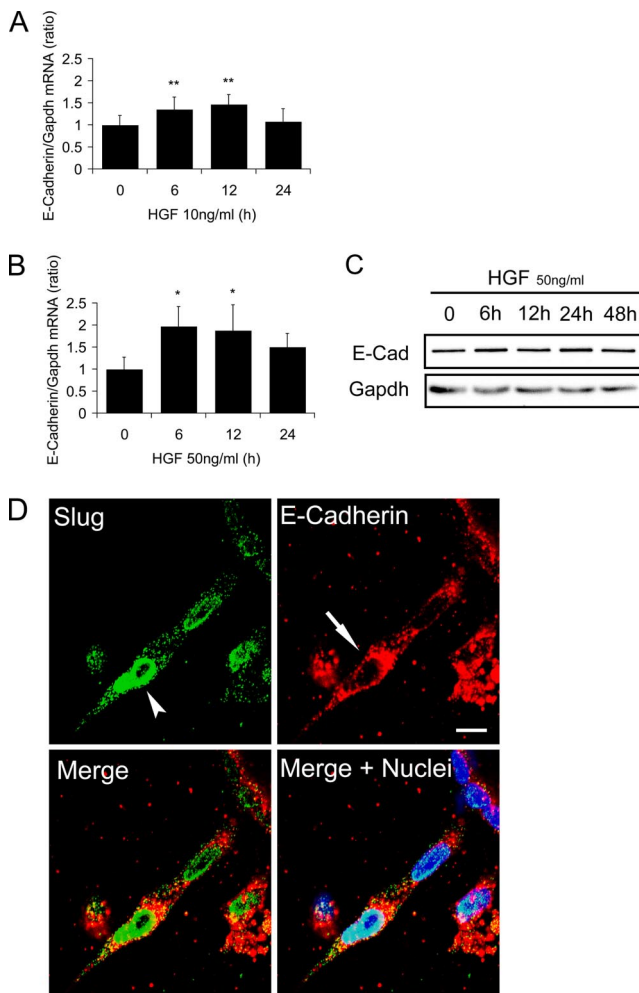 A
E-Cadherin/Gapdh mRNA (ratio)
2.5
2
1.5
1
0.5
0
** **
0 6 12 24
HGF 10ng/ml (h)
B
E-Cadherin/Gapdh mRNA (ratio)
2.5
2
1.5
1
0.5
0
* *
0 6 12 24
HGF 50ng/ml (h)
C
HGF 50ng/ml
0 6h 12h 24h 48h
E-Cad
Gapdh
D
Slug
E-Cadherin
Merge
Merge + Nuclei